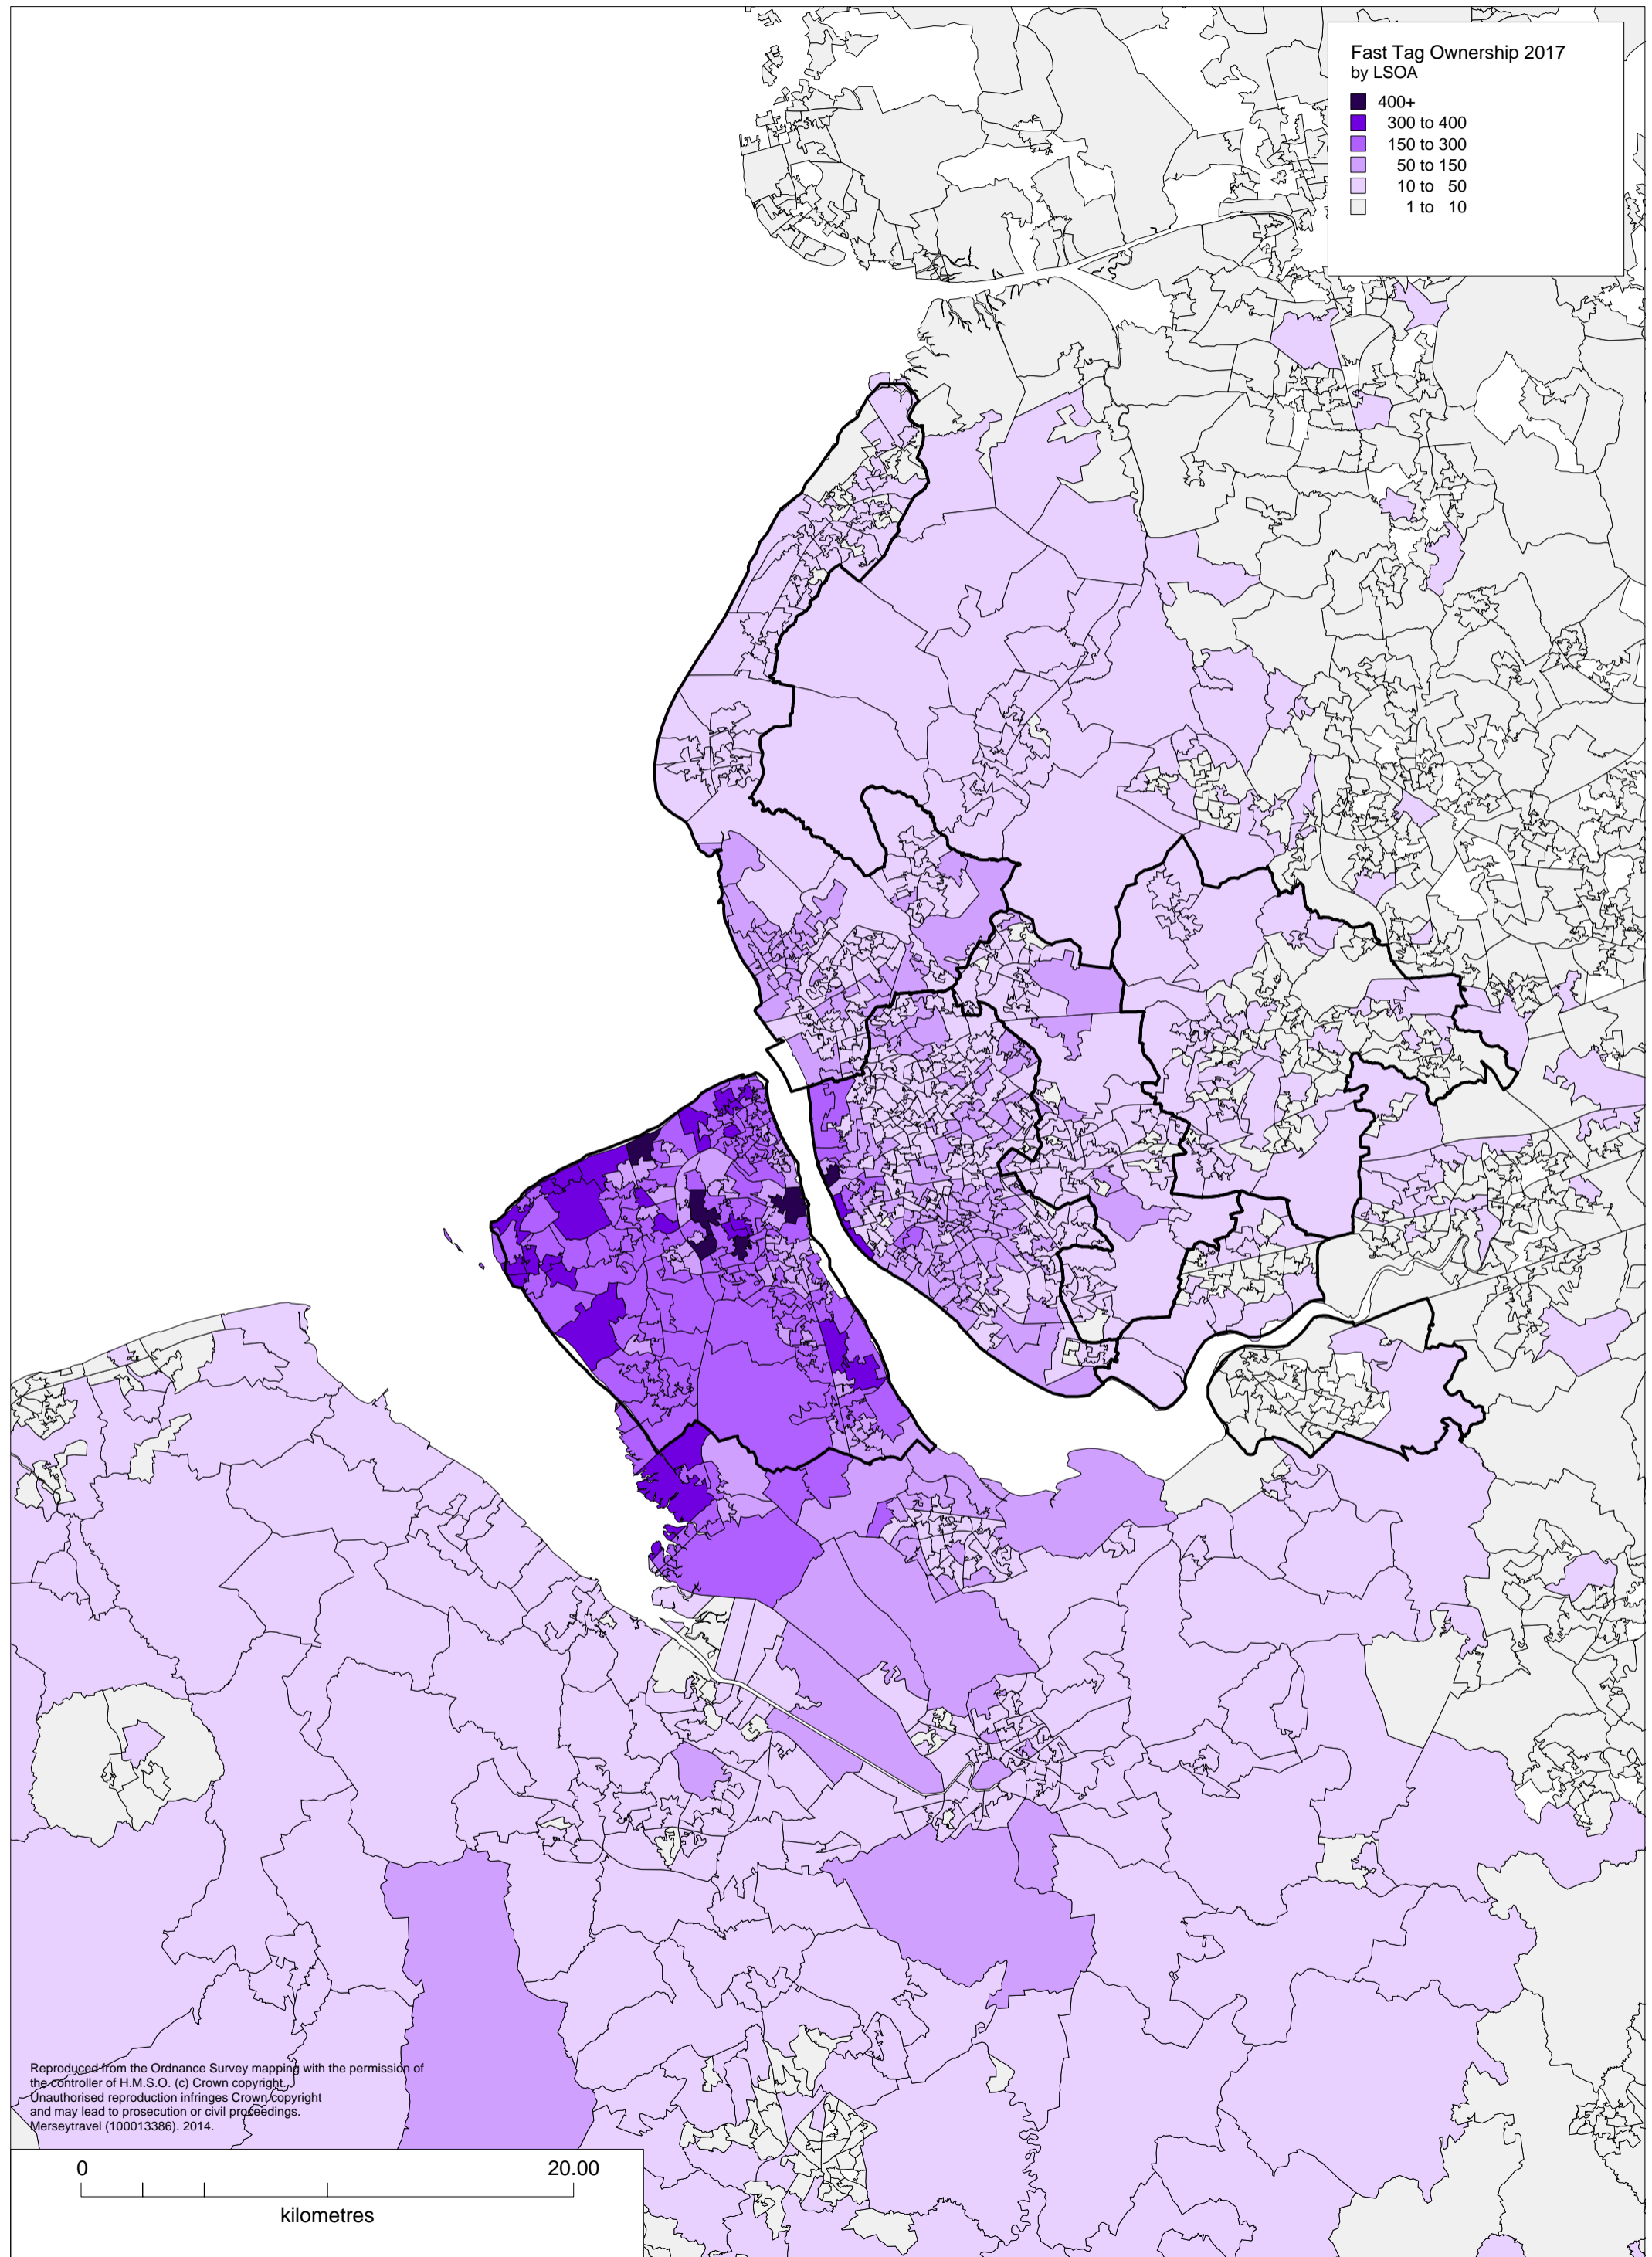 Fast Tag Ownership 2017
by LSOA
400+
300 to 400
150 to 300
50 to 150
10 to 50
1 to 10
Reproduced from the Ordnance Survey mapping with the permission of
the controller of H.M.S.O. (c) Crown copyright.
Unauthorised reproduction infringes Crown copyright
and may lead to prosecution or civil proceedings.
Merseytravel (100013386). 2014.
0 20.00
kilometres